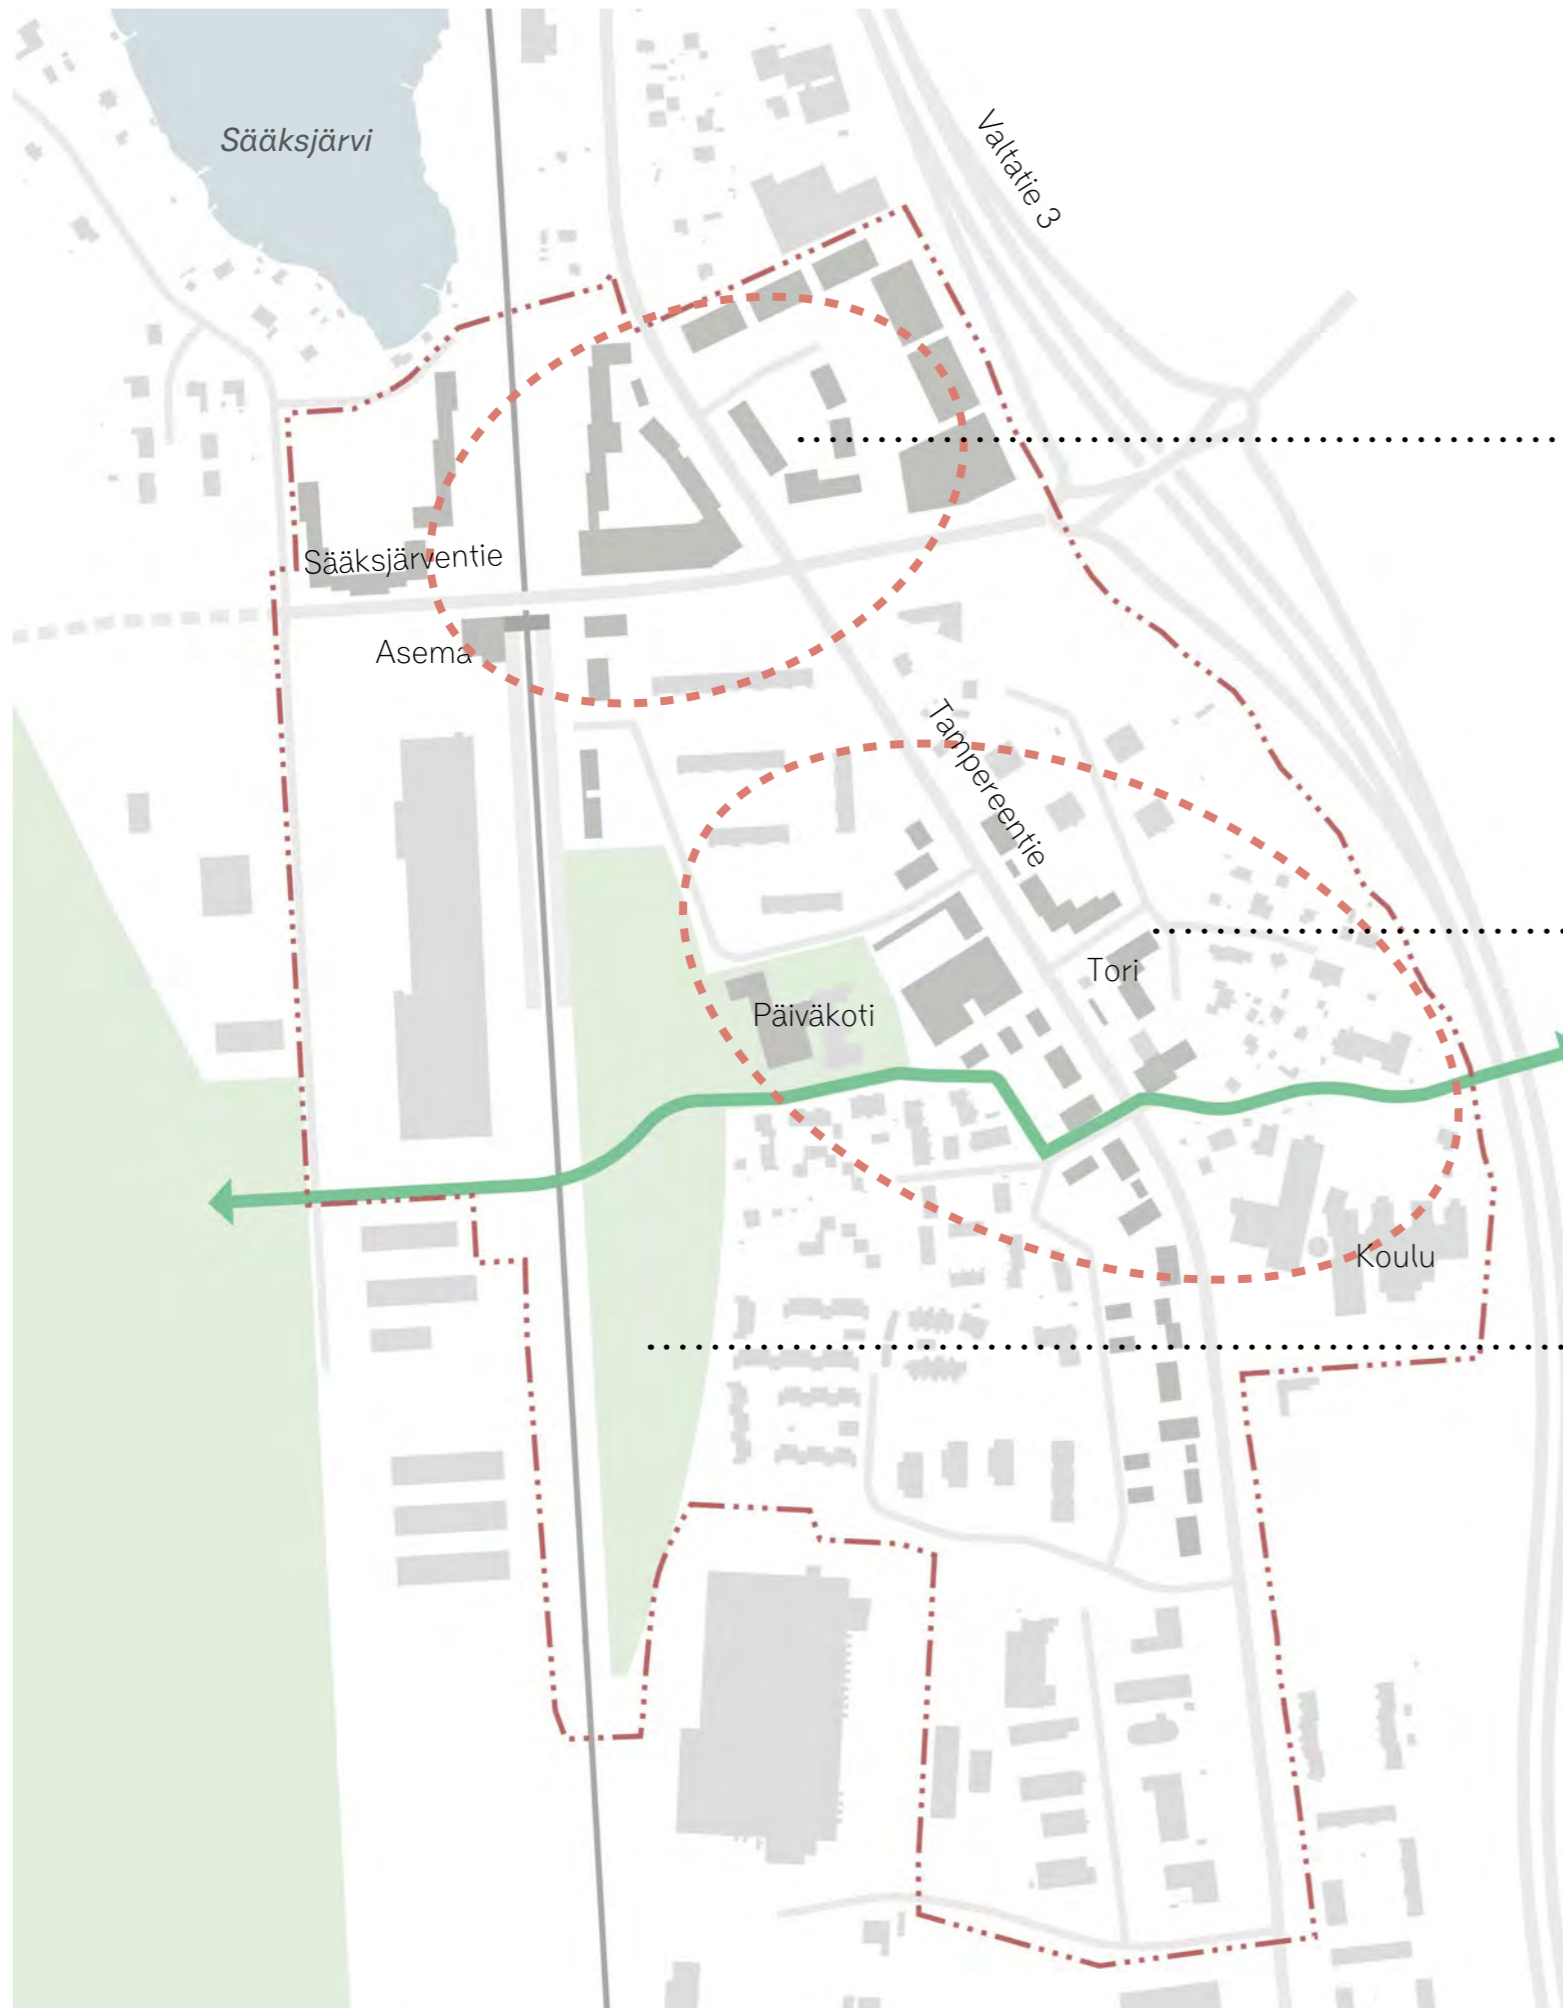 Sääksjärvi
Valtatie 3
Sääksjärventie
Asema
Tampereentie
Tori
Päiväkoti
Koulu